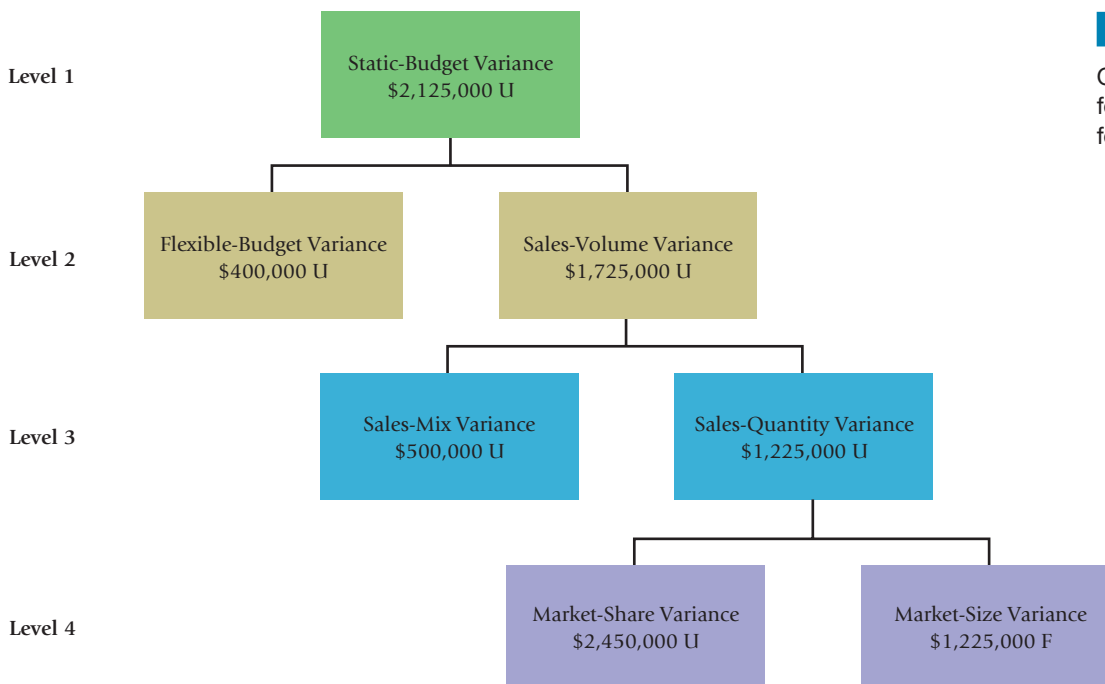 Level 1
Static-Budget Variance
$2,125,000 U
Level 2
Flexible-Budget Variance
$400,000 U
Sales-Volume Variance
$1,725,000 U
Level 3
Sales-Mix Variance
$500,000 U
Sales-Quantity Variance
$1,225,000 U
Level 4
Market-Share Variance
$2,450,000 U
Market-Size Variance
$1,225,000 F